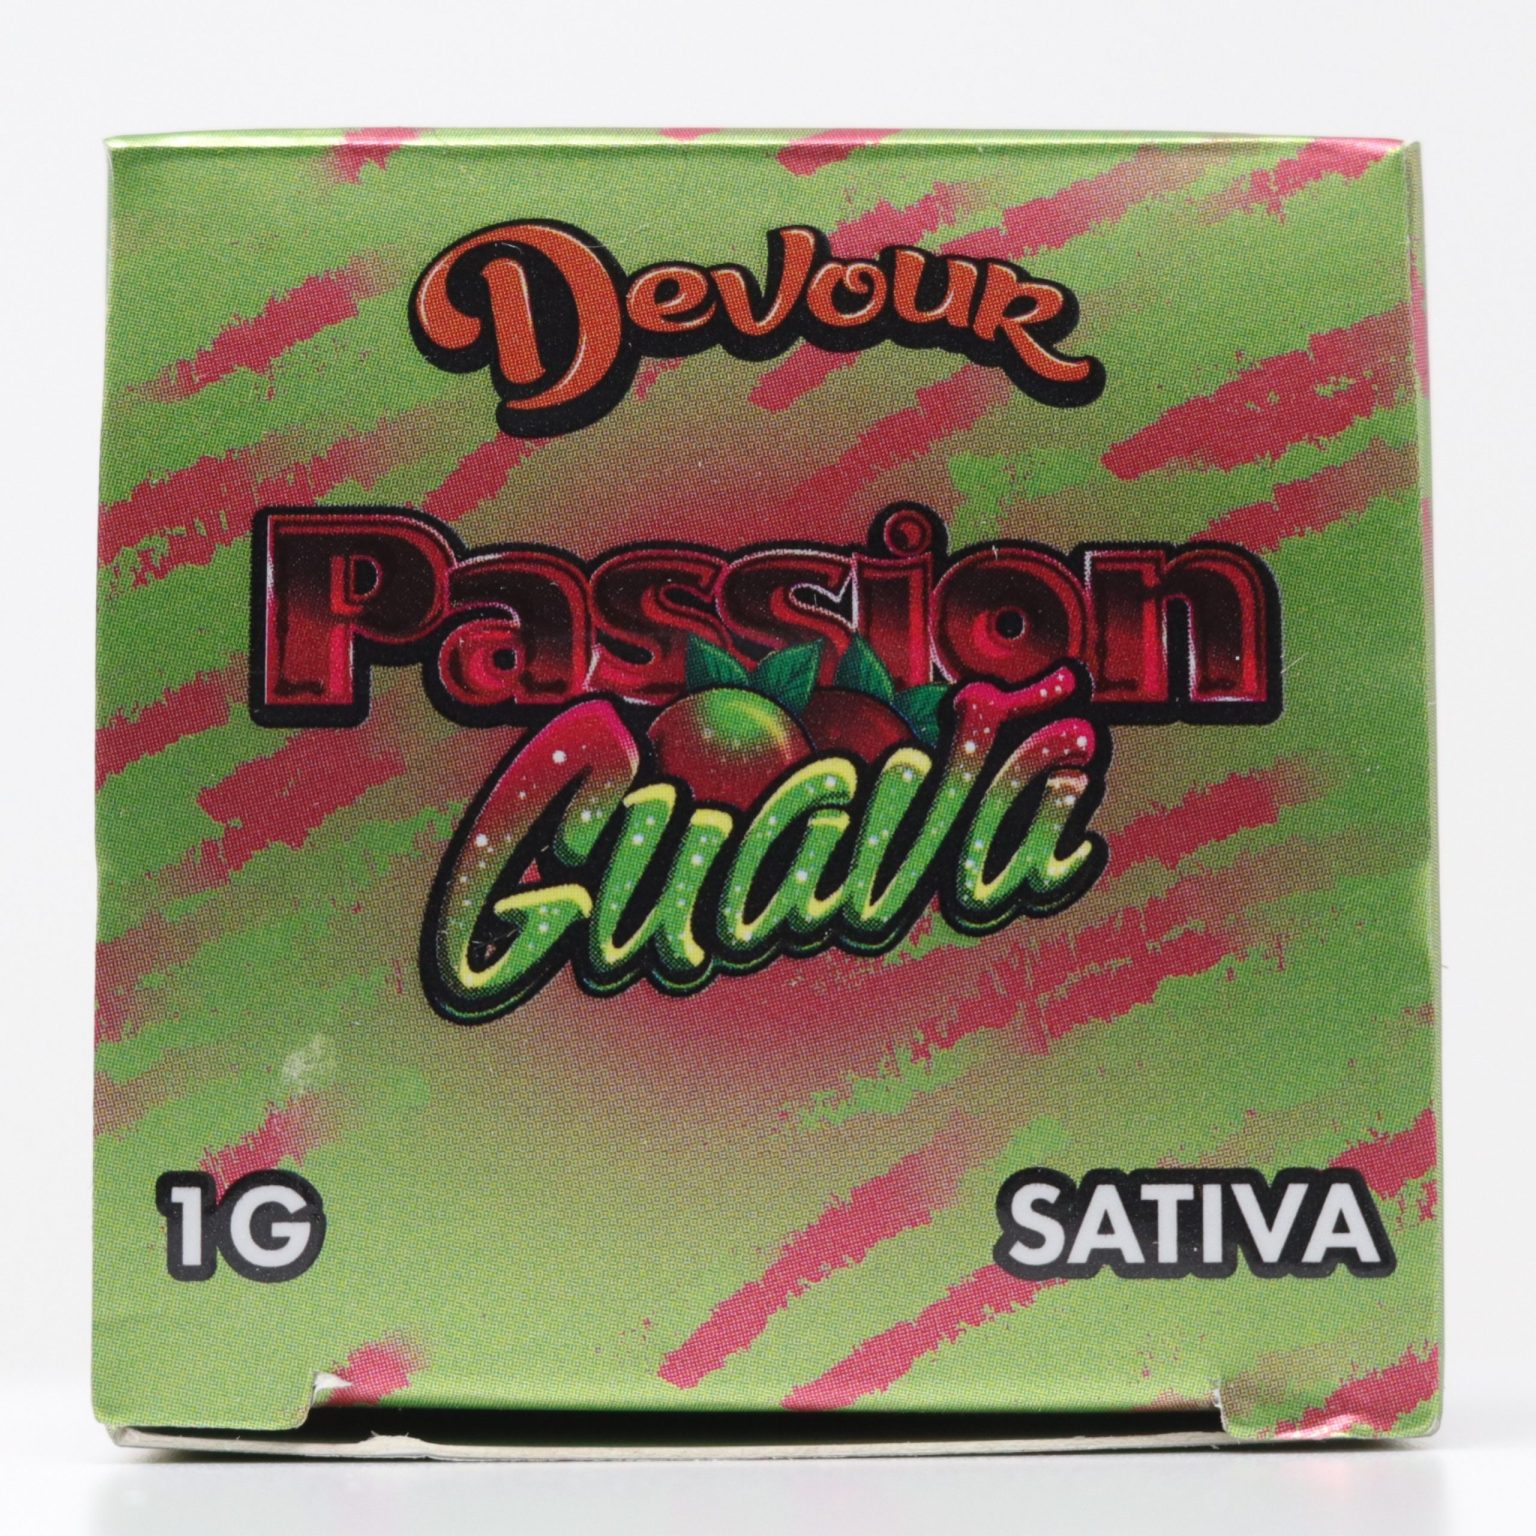 Devour
Passion
Guava
1G
SATIVA